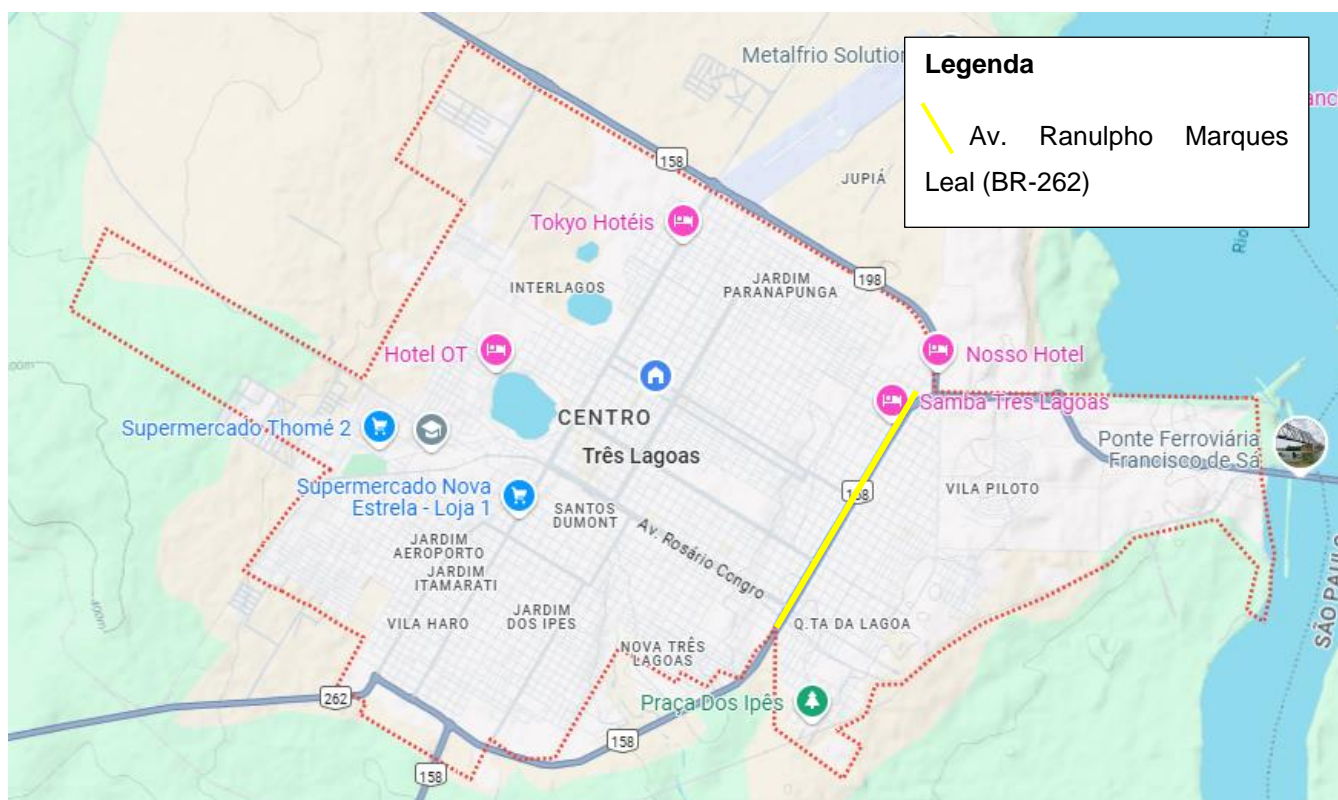 Metalfrio Solution
Legenda
Av. Ranulpho Marques
Leal (BR-262)
158
JUPIÁ
Tokyo Hotéis
Rio
INTERLAGOS
JARDIM
PARANAPUNGA
198
Hotel OT
Nosso Hotel
Samba Três Lagoas
CENTRO
Supermercado Thomé 2
Três Lagoas
Ponte Ferroviária
Francisco de Sá
Supermercado Nova
Estrela - Loja 1
158
VILA PILOTO
SANTOS
DUMONT
Av. Rosário Congro
JARDIM
AEROPORTO
JARDIM
ITAMARATI
SÃO PAULO
VILA HARO
JARDIM
DOS IPES
Q.TA DA LAGOA
NOVA TRÊS
LAGOAS
262
Praça Dos Ipês
158
158